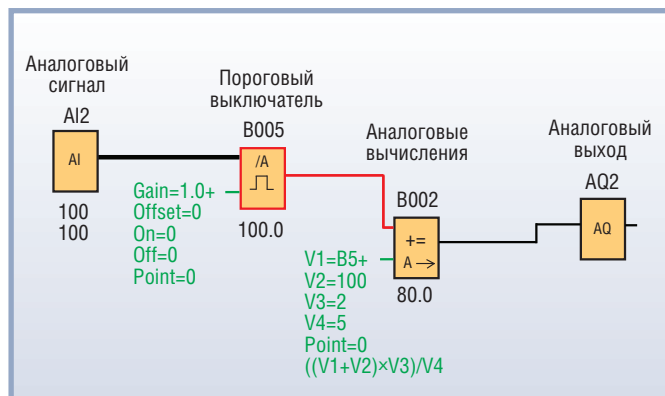 Аналоговый
сигнал
AI2
AI
100
100
Пороговый
выключатель
B005
/A
Gain=1.0+
Offset=0
On=0
Off=0
Point=0
100.0
Аналоговые
вычисления
B002
+=
A →
V1=B5+
V2=100
V3=2
V4=5
Point=0
((V1+V2)×V3)/V4
80.0
Аналоговый
выход
AQ2
AQ